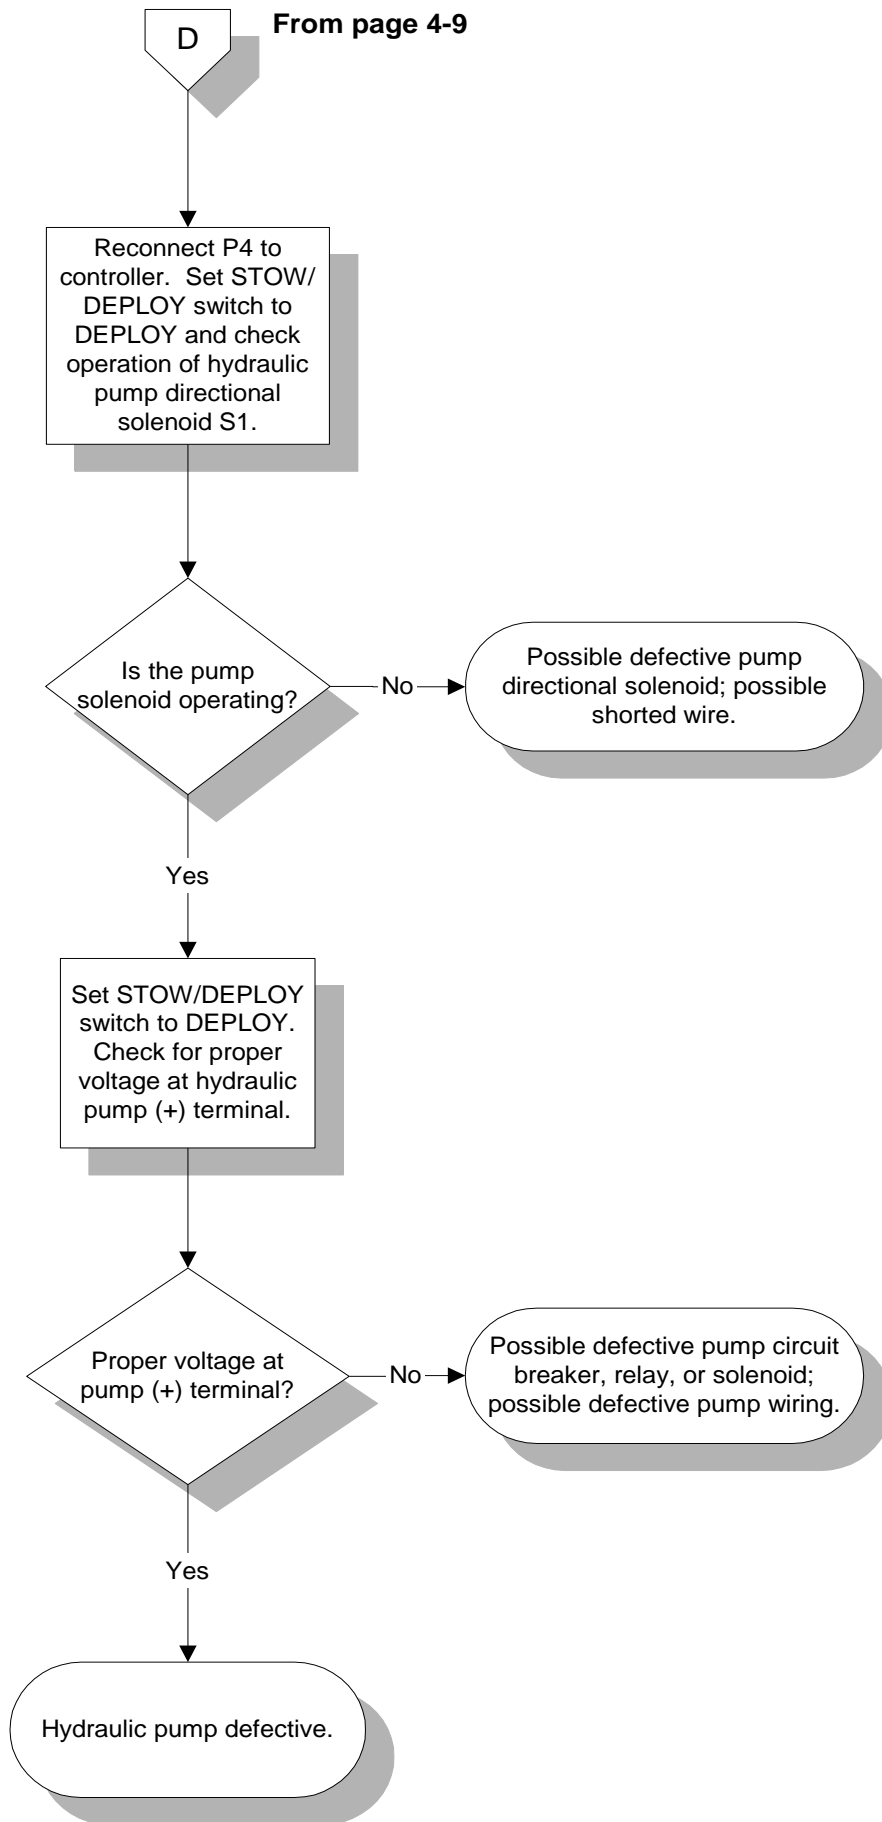 D
From page 4-9
Reconnect P4 to
controller.  Set STOW/
DEPLOY switch to
DEPLOY and check
operation of hydraulic
pump directional
solenoid S1.
Is the pump
solenoid operating?
No
Possible defective pump
directional solenoid; possible
shorted wire.
Yes
Set STOW/DEPLOY
switch to DEPLOY.
Check for proper
voltage at hydraulic
pump (+) terminal.
Proper voltage at
pump (+) terminal?
No
Possible defective pump circuit
breaker, relay, or solenoid;
possible defective pump wiring.
Yes
Hydraulic pump defective.